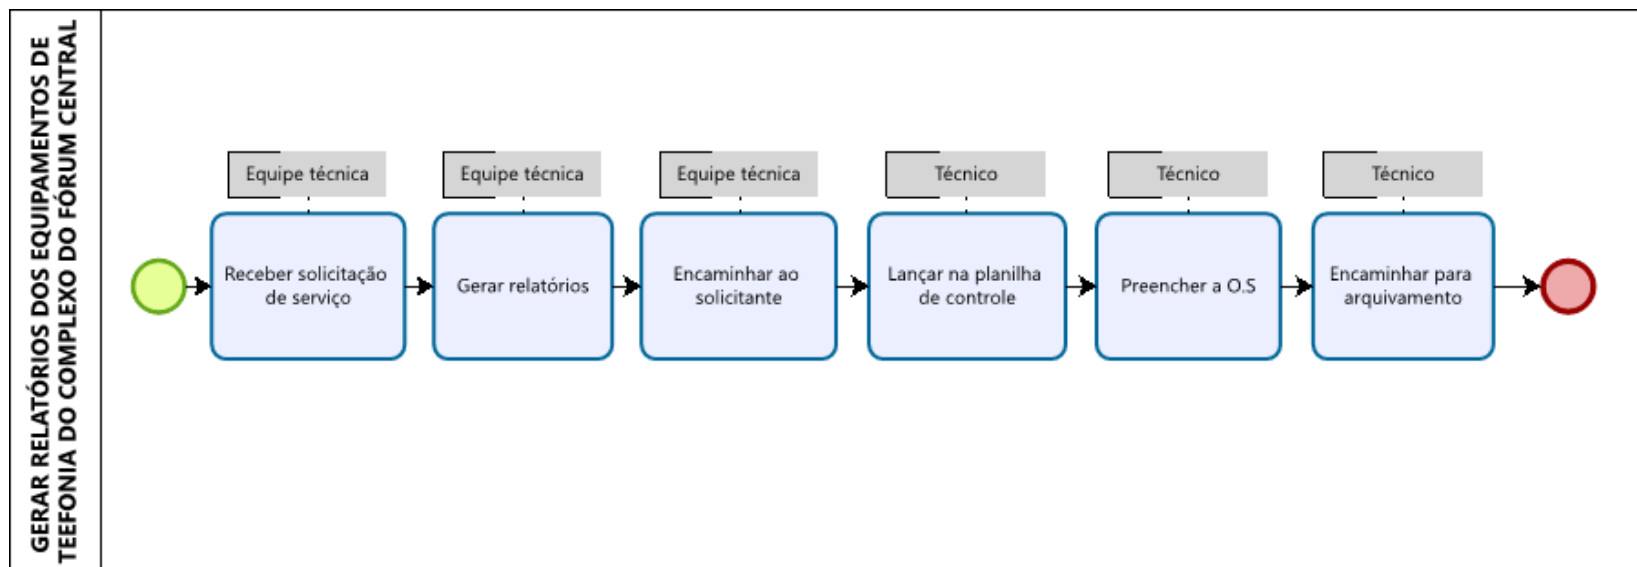 GERAR RELATÓRIOS DOS EQUIPAMENTOS DE
TEEFONIA DO COMPLEXO DO FÓRUM CENTRAL
Equipe técnica
Equipe técnica
Equipe técnica
Técnico
Técnico
Técnico
Receber solicitação
de serviço
Gerar relatórios
Encaminhar ao
solicitante
Lançar na planilha
de controle
Preencher a O.S
Encaminhar para
arquivamento